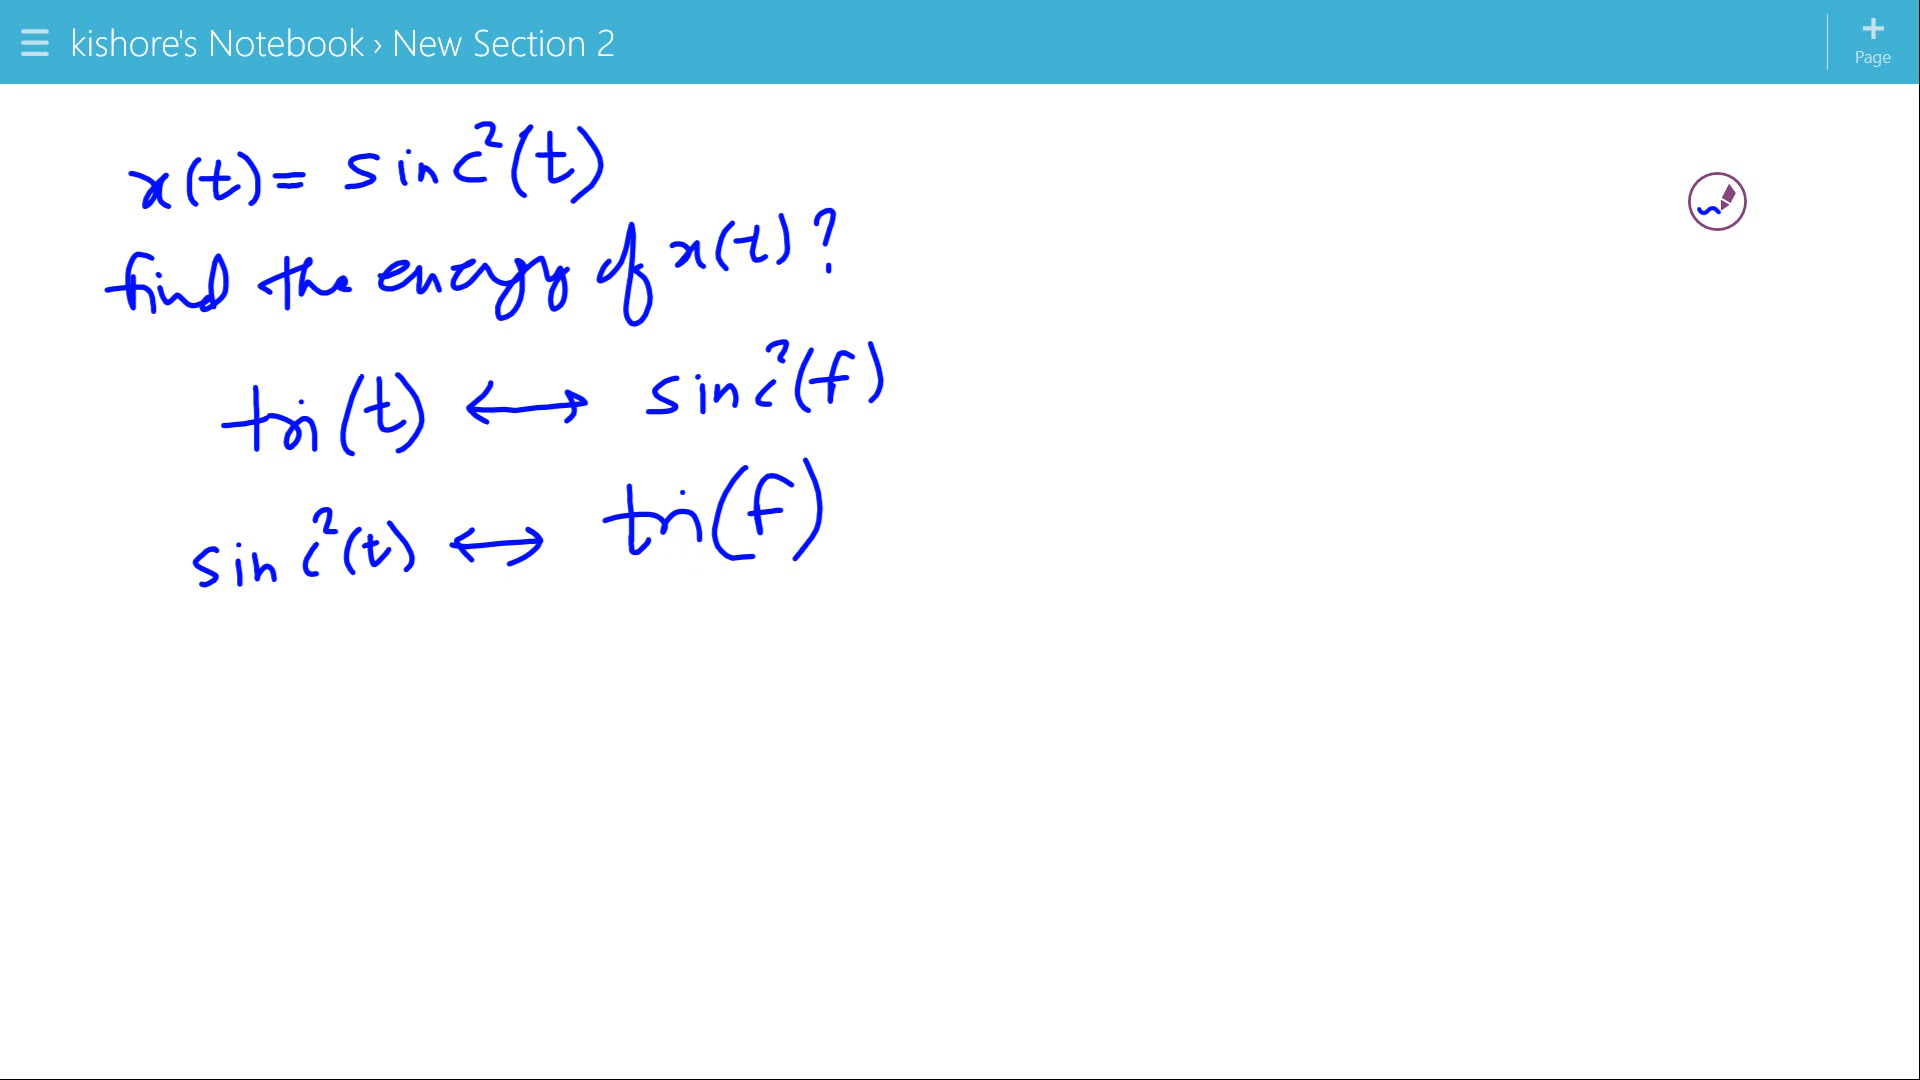 kishore's Notebook › New Section 2
+
Page
x(t) = sinc²(t)
find the energy of x(t)?
tri(t) ↔ sinc²(f)
sinc²(t) ↔ tri(f)